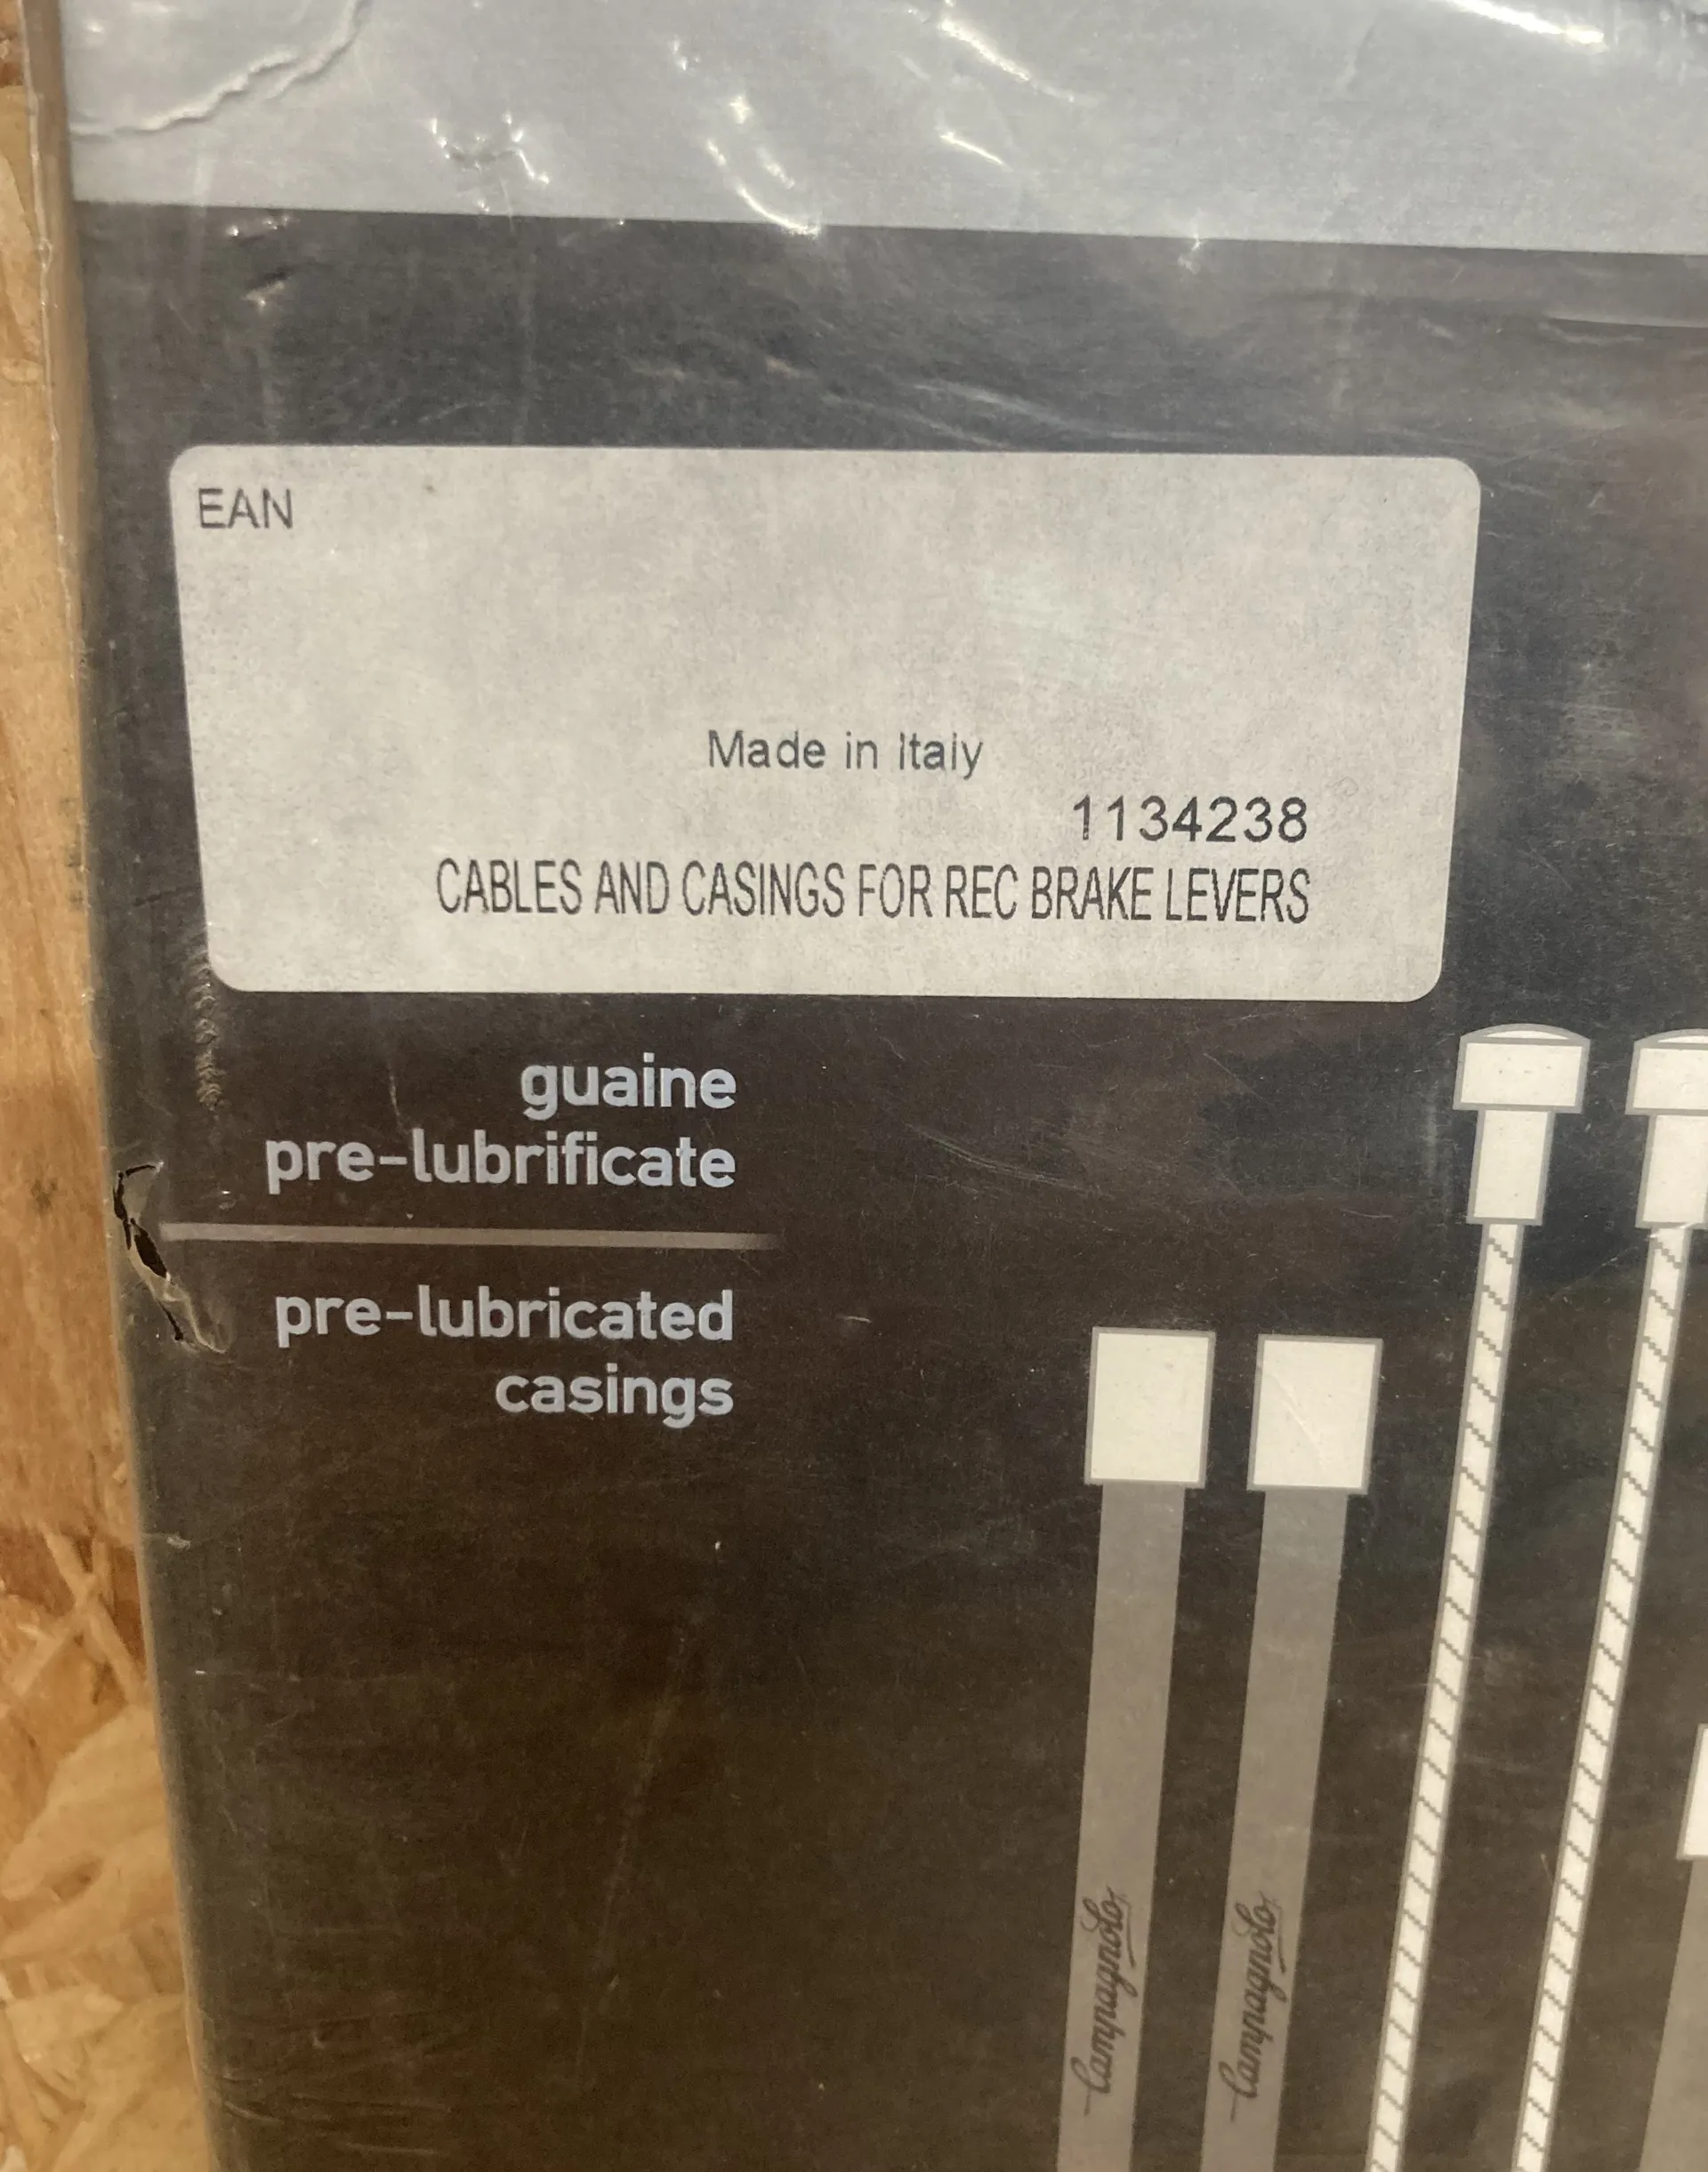 EAN
Made in Italy
1134238
CABLES AND CASINGS FOR REC BRAKE LEVERS
guaine
pre-lubrificate
pre-lubricated
casings
Campagnolo
Campagnolo